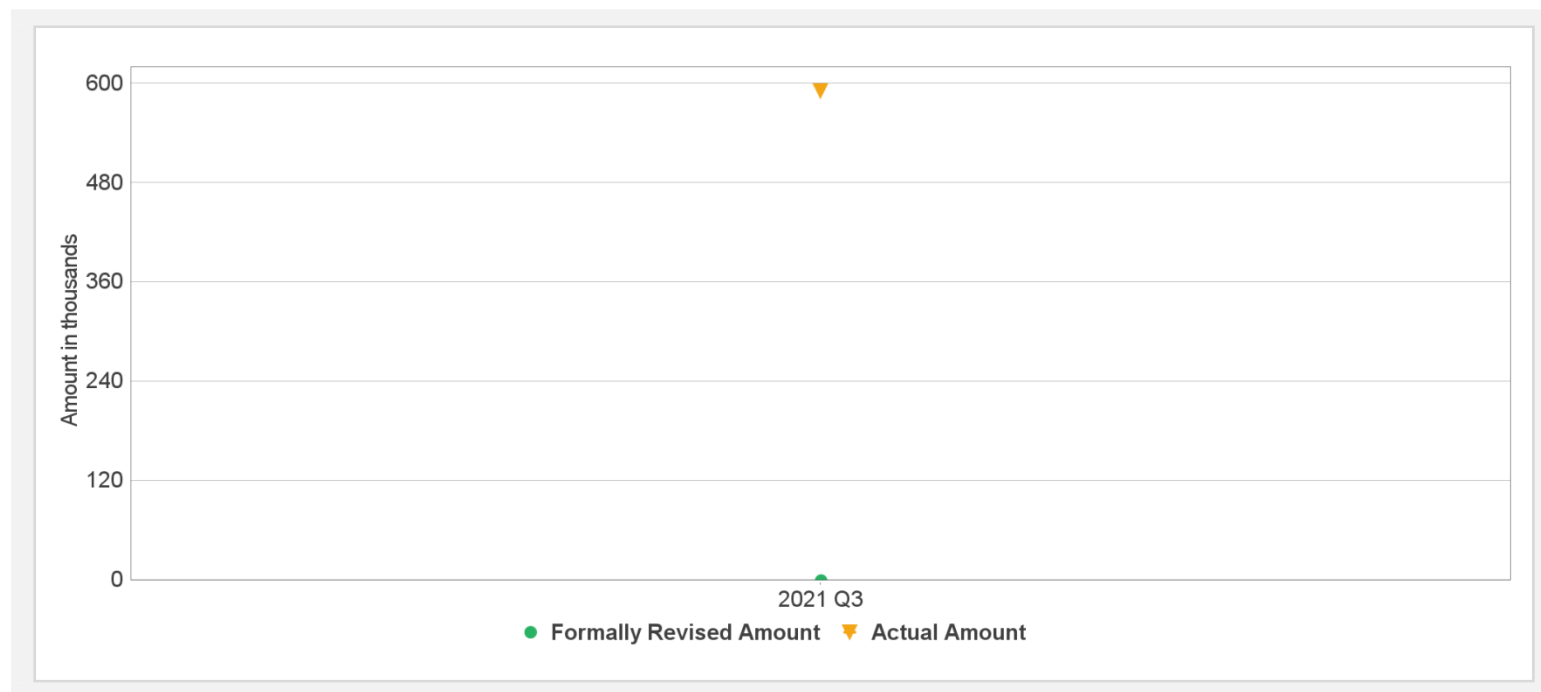 600
480
360
240
120
0
Amount in thousands
2021 Q3
Formally Revised Amount Actual Amount